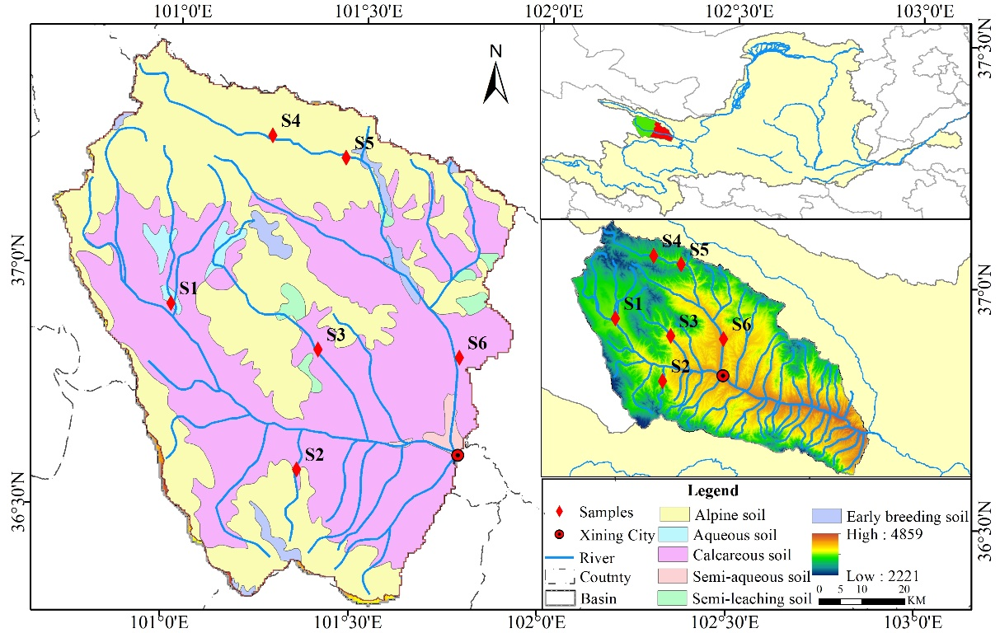 101°0'E 101°30'E 102°0'E 102°30'E 103°0'E
37°30'N
N
S4
S5
S1
S3
S6
S2
37°0'N
36°30'N
S4
S5
S1
S3
S6
S2
37°0'N
36°30'N
Legend
Samples
Xining City
River
Coutnty
Basin
Alpine soil
Aqueous soil
Calcareous soil
Semi-aqueous soil
Semi-leaching soil
Early breeding soil
High : 4859
Low : 2221
0 5 10 20
KM
101°0'E 101°30'E 102°0'E 102°30'E 103°0'E